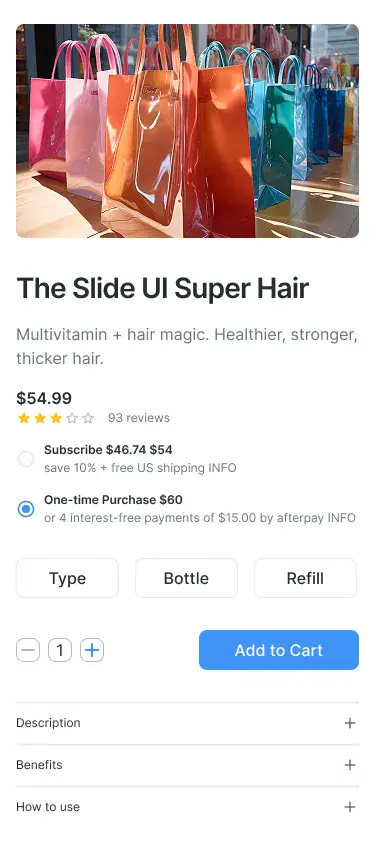 The Slide UI Super Hair
Multivitamin + hair magic. Healthier, stronger,
thicker hair.
$54.99
93 reviews
Subscribe $46.74 $54
save 10% + free US shipping INFO
One-time Purchase $60
or 4 interest-free payments of $15.00 by afterpay INFO
Type Bottle Refill
1 Add to Cart
Description
Benefits
How to use